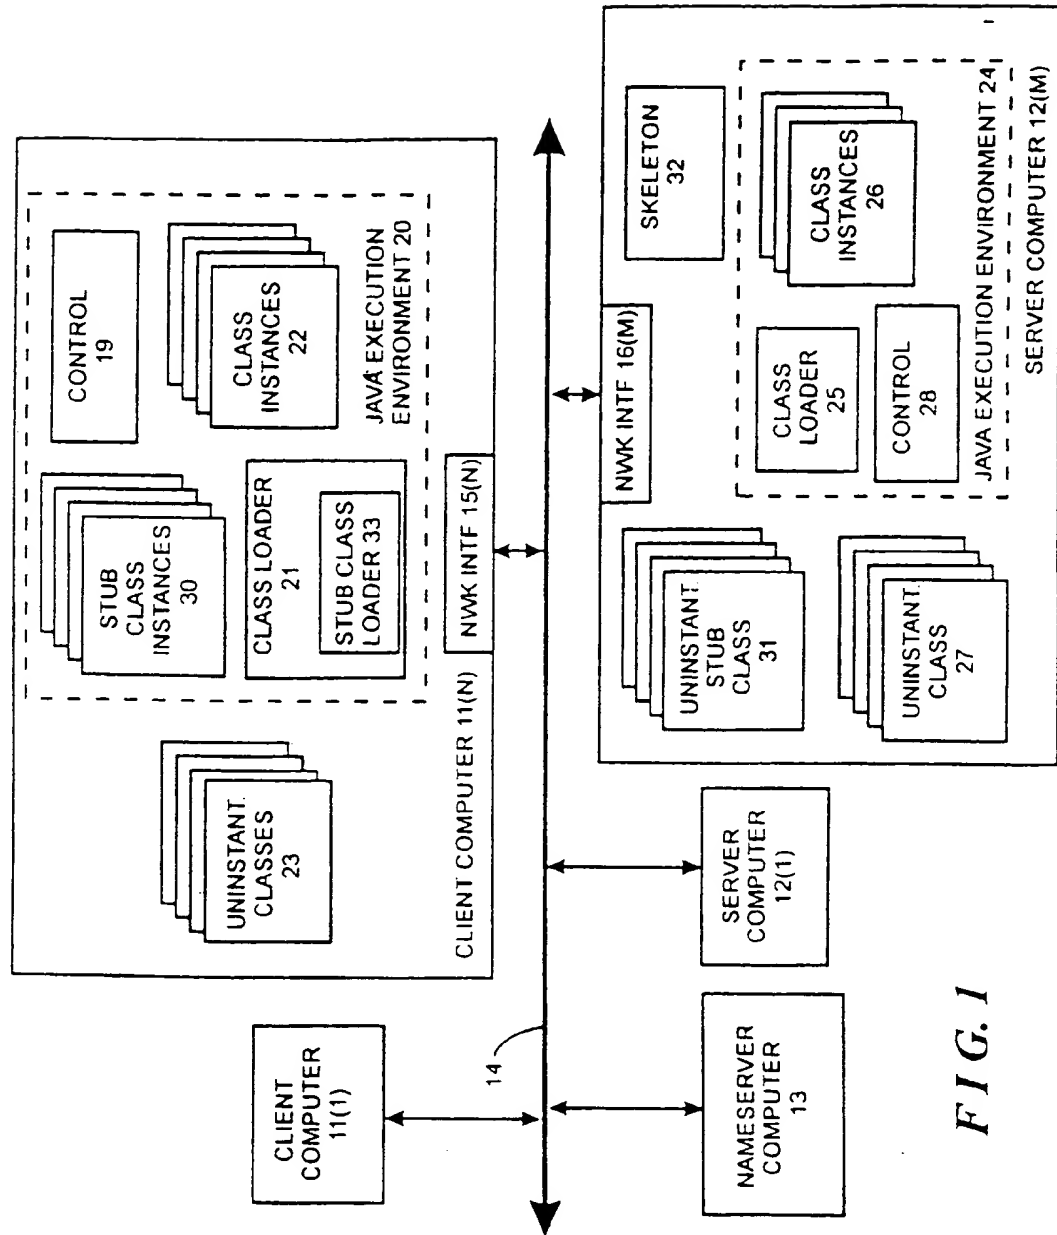 CLIENT
COMPUTER
11(1)
UNINSTANT.
CLASSES
23
STUB
CLASS
INSTANCES
30
CONTROL
19
CLASS LOADER
21
STUB CLASS
LOADER 33
CLASS
INSTANCES
22
JAVA EXECUTION
ENVIRONMENT 20
CLIENT COMPUTER 11(N)
NWK INTF 15(N)
14
NAMESERVER
COMPUTER
13
SERVER
COMPUTER
12(1)
NWK INTF 16(M)
SKELETON
32
UNINSTANT.
STUB
CLASS
31
UNINSTANT.
CLASS
27
CLASS
LOADER
25
CONTROL
28
CLASS
INSTANCES
26
JAVA EXECUTION ENVIRONMENT 24
SERVER COMPUTER 12(M)
FIG. 1